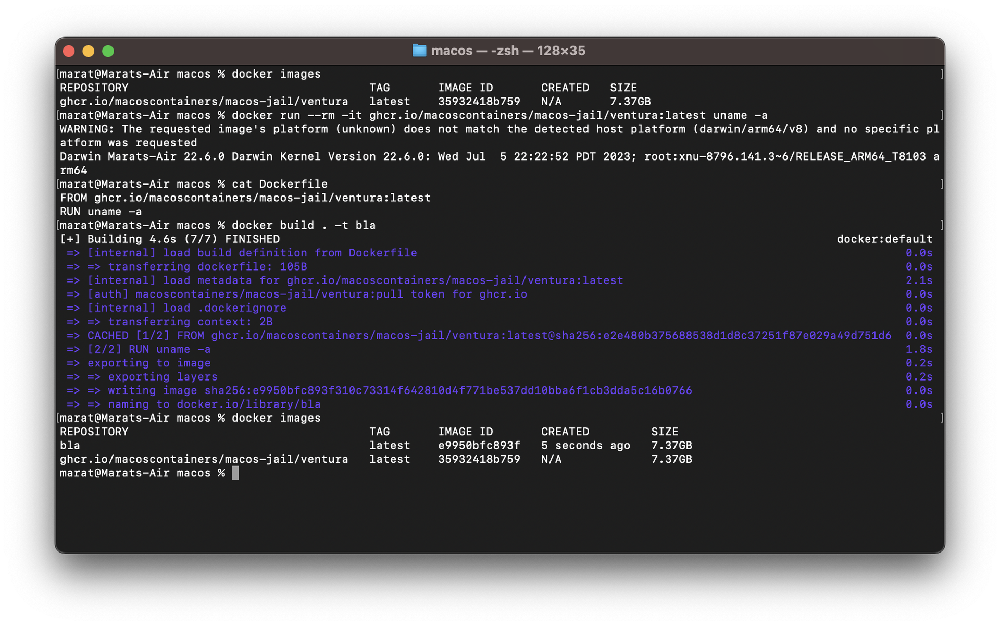 macos — -zsh — 128×35
[marat@Marats-Air macos % docker images ]
REPOSITORY TAG IMAGE ID CREATED SIZE
ghcr.io/macoscontainers/macos-jail/ventura latest 35932418b759 N/A 7.37GB
[marat@Marats-Air macos % docker run --rm -it ghcr.io/macoscontainers/macos-jail/ventura:latest uname -a ]
WARNING: The requested image's platform (unknown) does not match the detected host platform (darwin/arm64/v8) and no specific pl
atform was requested
Darwin Marats-Air 22.6.0 Darwin Kernel Version 22.6.0: Wed Jul  5 22:22:52 PDT 2023; root:xnu-8796.141.3~6/RELEASE_ARM64_T8103 a
rm64
[marat@Marats-Air macos % cat Dockerfile ]
FROM ghcr.io/macoscontainers/macos-jail/ventura:latest
RUN uname -a
[marat@Marats-Air macos % docker build . -t bla ]
[+] Building 4.6s (7/7) FINISHED docker:default
=> [internal] load build definition from Dockerfile 0.0s
=> => transferring dockerfile: 105B 0.0s
=> [internal] load metadata for ghcr.io/macoscontainers/macos-jail/ventura:latest 2.1s
=> [auth] macoscontainers/macos-jail/ventura:pull token for ghcr.io 0.0s
=> [internal] load .dockerignore 0.0s
=> => transferring context: 2B 0.0s
=> CACHED [1/2] FROM ghcr.io/macoscontainers/macos-jail/ventura:latest@sha256:e2e480b375688538d1d8c37251f87e029a49d751d6 0.0s
=> [2/2] RUN uname -a 1.8s
=> exporting to image 0.2s
=> => exporting layers 0.2s
=> => writing image sha256:e9950bfc893f310c73314f642810d4f771be537dd10bba6f1cb3dda5c16b0766 0.0s
=> => naming to docker.io/library/bla 0.0s
[marat@Marats-Air macos % docker images ]
REPOSITORY TAG IMAGE ID CREATED SIZE
bla latest e9950bfc893f 5 seconds ago 7.37GB
ghcr.io/macoscontainers/macos-jail/ventura latest 35932418b759 N/A 7.37GB
marat@Marats-Air macos %